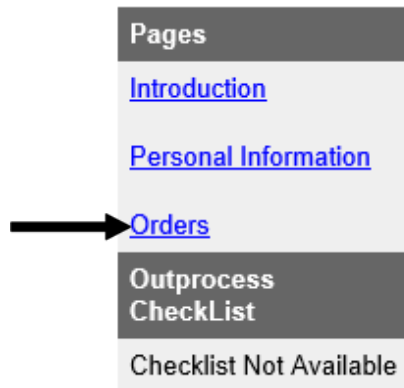 Pages
Introduction
Personal Information
Orders
Outprocess
CheckList
Checklist Not Available